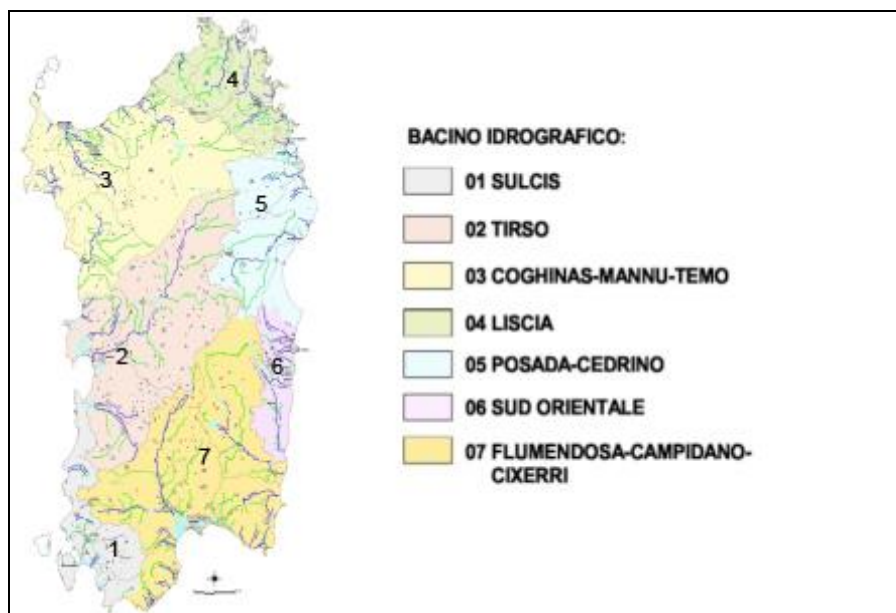 4
3
5
2
6
7
1
BACINO IDROGRAFICO:
01 SULCIS
02 TIRSO
03 COGHINAS-MANNU-TEMO
04 LISCIA
05 POSADA-CEDRINO
06 SUD ORIENTALE
07 FLUMENDOSA-CAMPIDANO-
CIXERRI